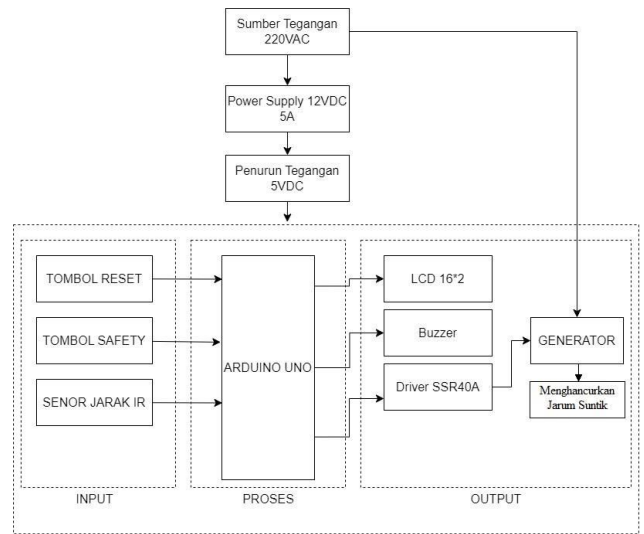 Sumber Tegangan
220VAC
Power Supply 12VDC
5A
Penurun Tegangan
5VDC
TOMBOL RESET
TOMBOL SAFETY
SENOR JARAK IR
INPUT
ARDUINO UNO
PROSES
LCD 16*2
Buzzer
Driver SSR40A
GENERATOR
Menghancurkan
Jarum Suntik
OUTPUT